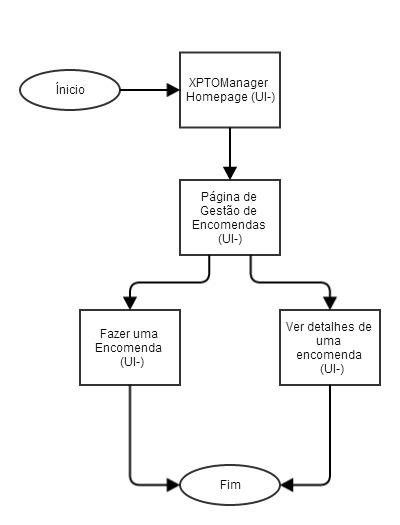 Ínicio
XPTOManager
Homepage (UI-)
Página de
Gestão de
Encomendas
(UI-)
Fazer uma
Encomenda
(UI-)
Ver detalhes de
uma
encomenda
(UI-)
Fim